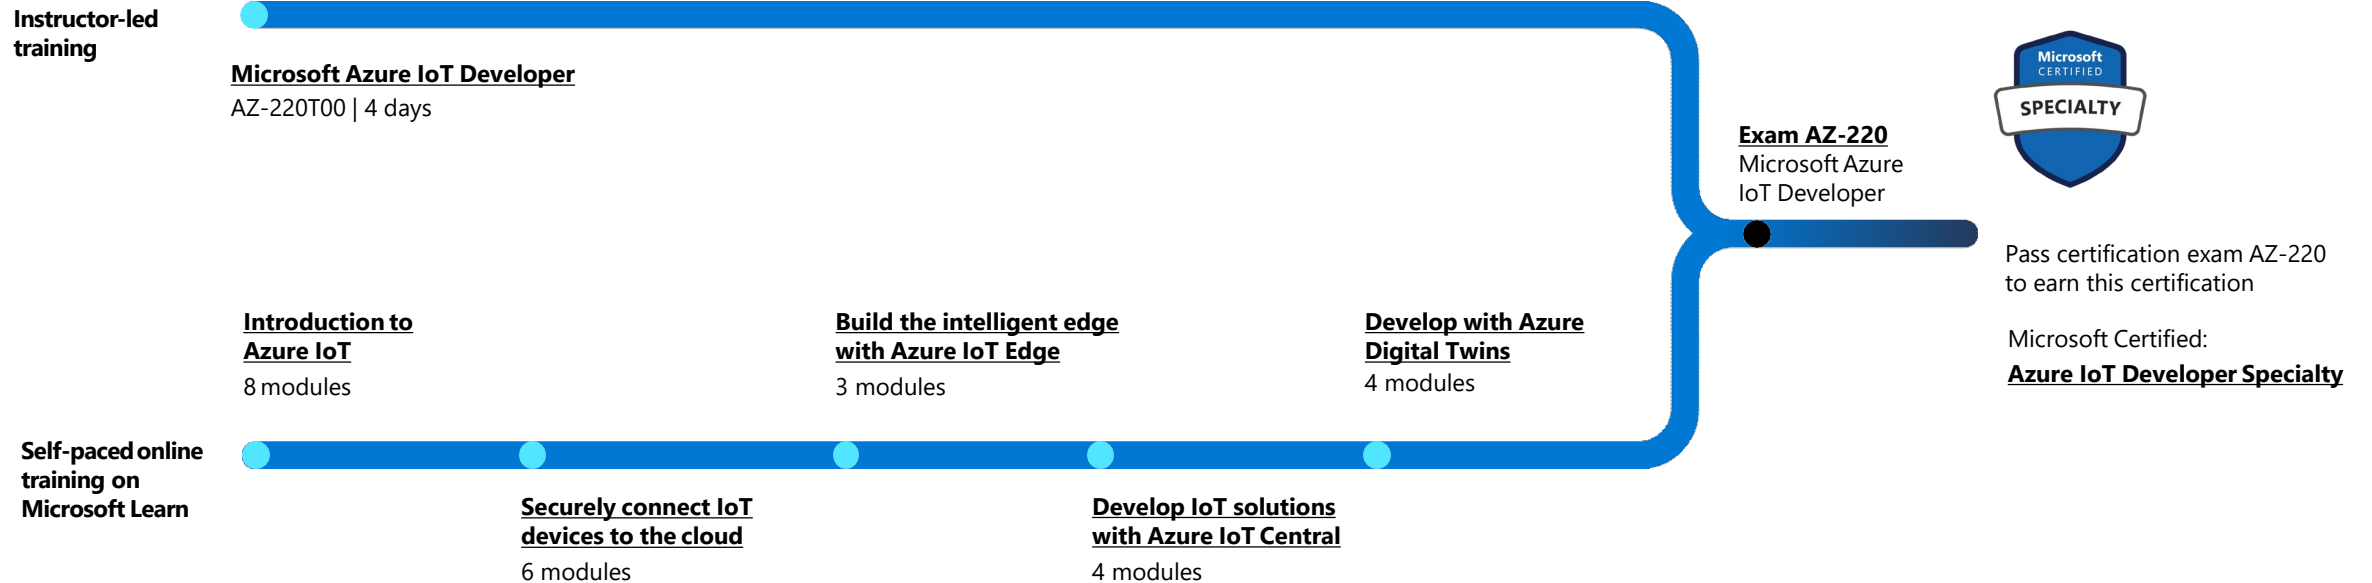 Instructor-led
training
Microsoft Azure IoT Developer
AZ-220T00 | 4 days
Microsoft
CERTIFIED
SPECIALTY
Exam AZ-220
Microsoft Azure
IoT Developer
Pass certification exam AZ-220
to earn this certification
Microsoft Certified:
Azure IoT Developer Specialty
Introduction to
Azure IoT
8 modules
Build the intelligent edge
with Azure IoT Edge
3 modules
Develop with Azure
Digital Twins
4 modules
Self-paced online
training on
Microsoft Learn
Securely connect IoT
devices to the cloud
6 modules
Develop IoT solutions
with Azure IoT Central
4 modules